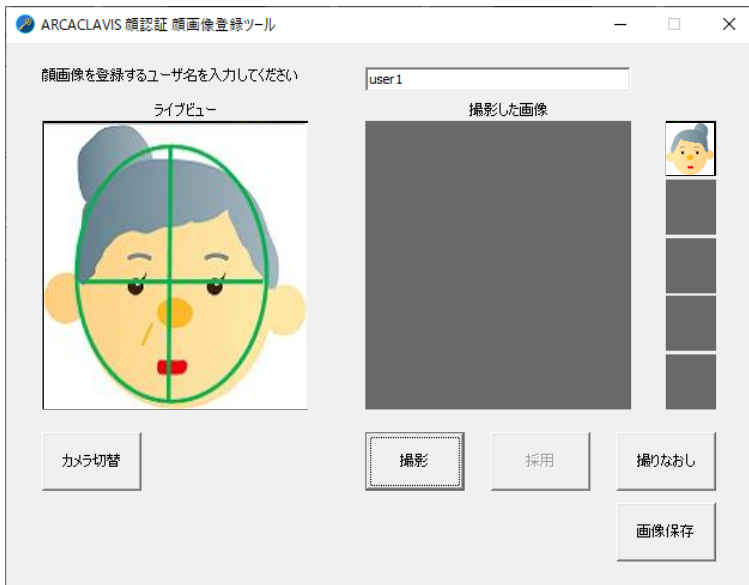 ARCACLAVIS 顔認証 顔画像登録ツール
顔画像を登録するユーザ名を入力してください
user1
ライブビュー
撮影した画像
カメラ切替
撮影
採用
撮りなおし
画像保存